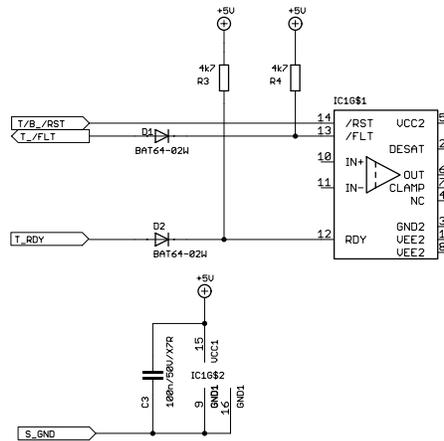 +5V
+5V
4k7
R3
4k7
R4
IC1G$1
T/B_/RST
14
/RST
VCC2
T_/FLT
D1
13
/FLT
BAT64-02W
DESAT
10
IN+
OUT
11
IN-
CLAMP
NC
D2
GND2
T_RDY
12
RDY
VEE2
BAT64-02W
VEE2
+5V
15
VCC1
100n/50V/X7R
IC1G$2
C3
9
GND1
16
GND1
S_GND